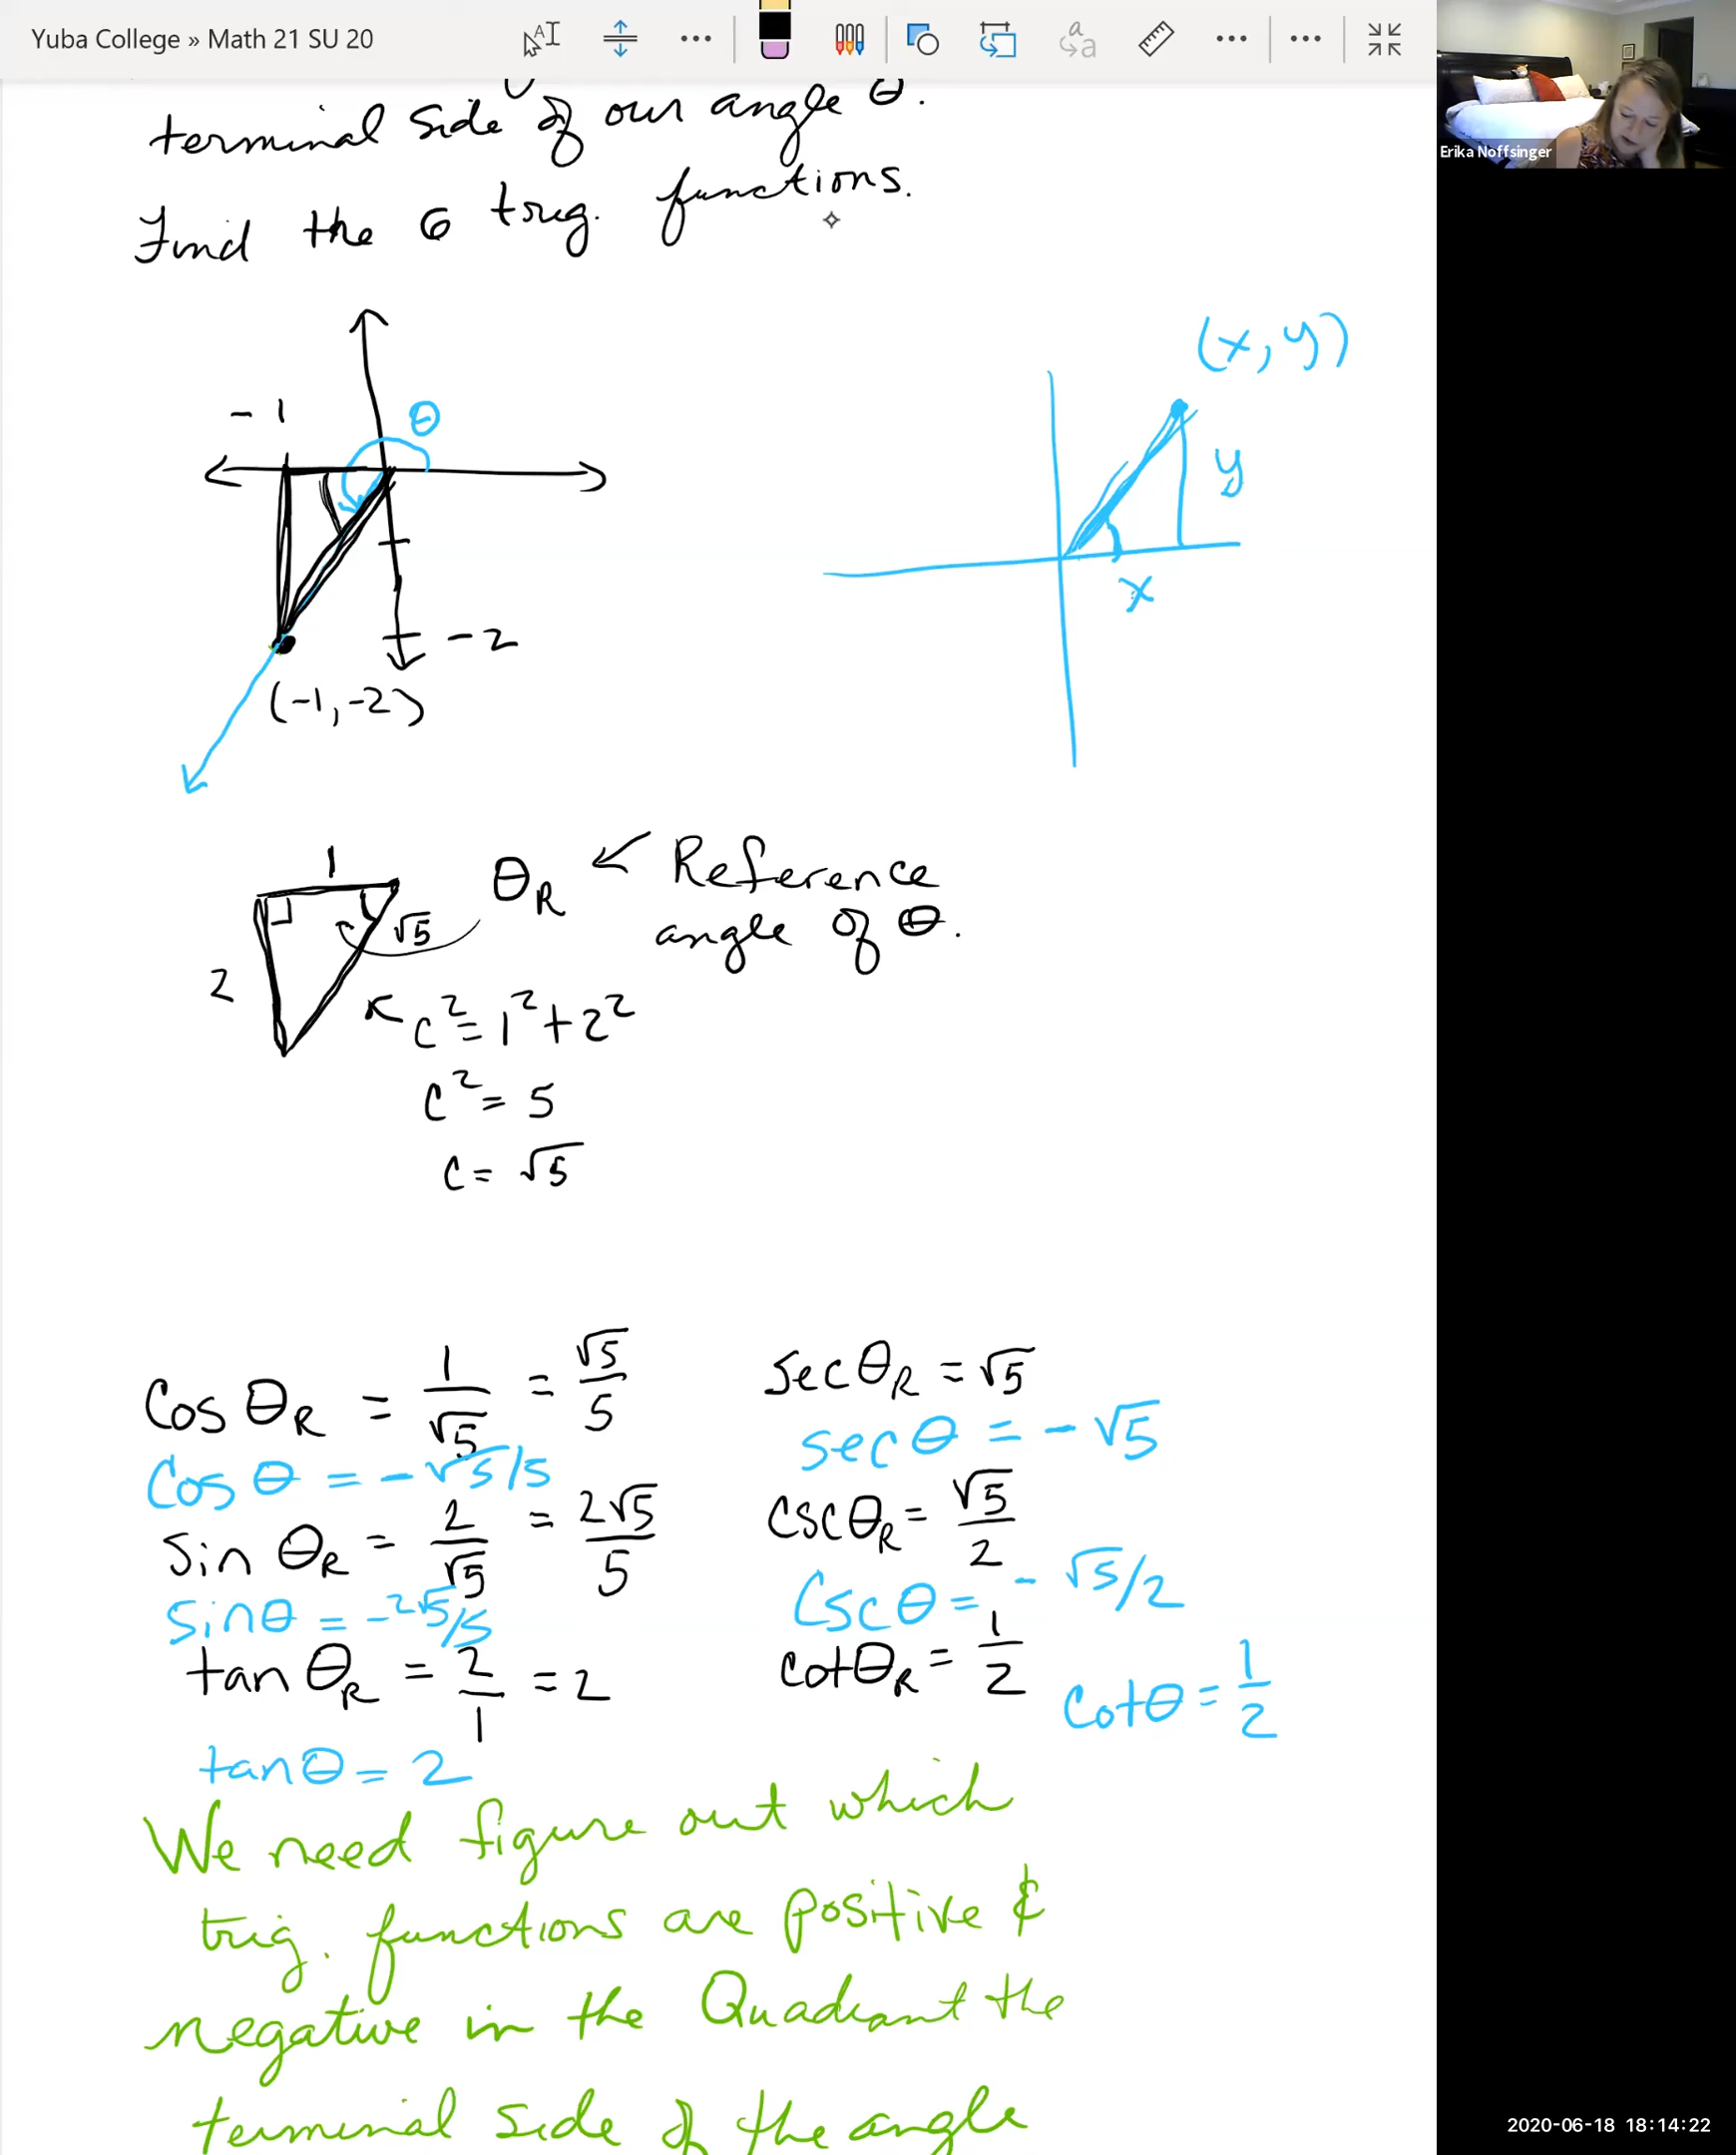 Yuba College » Math 21 SU 20
Erika Noffsinger
terminal side of our angle θ.
Find the 6 trig. functions.
-1
θ
-2
(-1,-2)
(x,y)
y
x
1
θR ← Reference
angle of θ.
√5
2
c² = 1² + 2²
c² = 5
c = √5
cos θR = 1/√5 = √5/5
cos θ = -√5/5
sin θR = 2/√5 = 2√5/5
sin θ = -2√5/5
tan θR = 2/1 = 2
tan θ = 2
sec θR = √5
sec θ = -√5
csc θR = √5/2
csc θ = -√5/2
cot θR = 1/2
cot θ = 1/2
We need figure out which
trig. functions are positive &
negative in the Quadrant the
terminal side of the angle
2020-06-18 18:14:22